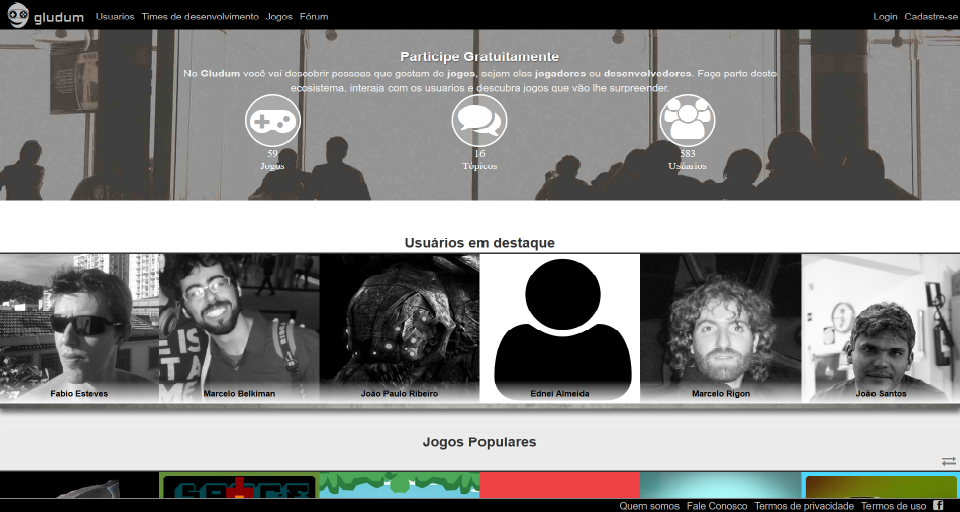 gludum Usuarios Times de desenvolvimento Jogos Fórum Login Cadastre-se
Participe Gratuitamente
No Gludum você vai descobrir pessoas que gostam de jogos, sejam elas jogadores ou desenvolvedores. Faça parte deste
ecosistema, interaja com os usuarios e descubra jogos que vão lhe surpreender.
59 16 583
Jogos Tópicos Usuários
Usuários em destaque
Fabio Esteves Marcelo Belkiman João Paulo Ribeiro Ednei Almeida Marcelo Rigon João Santos
Jogos Populares
Quem somos Fale Conosco Termos de privacidade Termos de uso